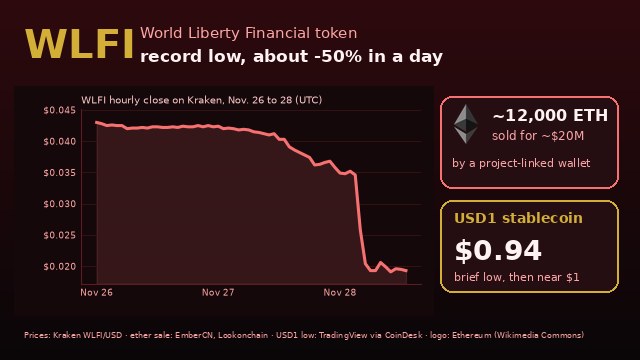 WLFI
World Liberty Financial token
record low, about -50% in a day
WLFI hourly close on Kraken, Nov. 26 to 28 (UTC)
$0.045
$0.040
$0.035
$0.030
$0.025
$0.020
Nov 26
Nov 27
Nov 28
~12,000 ETH
sold for ~$20M
by a project-linked wallet
USD1 stablecoin
$0.94
brief low, then near $1
Prices: Kraken WLFI/USD · ether sale: EmberCN, Lookonchain · USD1 low: TradingView via CoinDesk · logo: Ethereum (Wikimedia Commons)